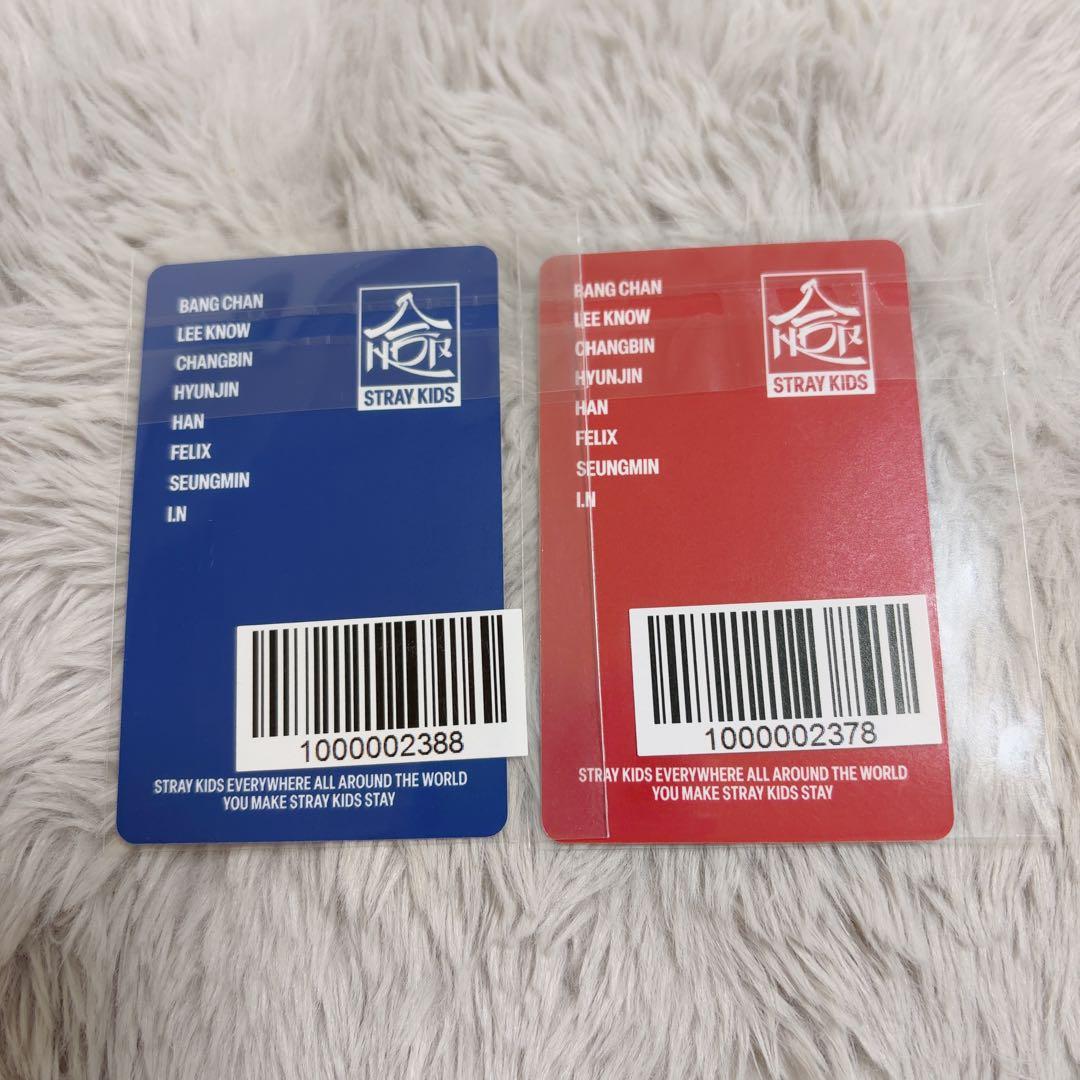 BANG CHAN
LEE KNOW
CHANGBIN
HYUNJIN
HAN
FELIX
SEUNGMIN
I.N
STRAY KIDS
1000002388
STRAY KIDS EVERYWHERE ALL AROUND THE WORLD
YOU MAKE STRAY KIDS STAY
BANG CHAN
LEE KNOW
CHANGBIN
HYUNJIN
HAN
FELIX
SEUNGMIN
I.N
STRAY KIDS
1000002378
STRAY KIDS EVERYWHERE ALL AROUND THE WORLD
YOU MAKE STRAY KIDS STAY